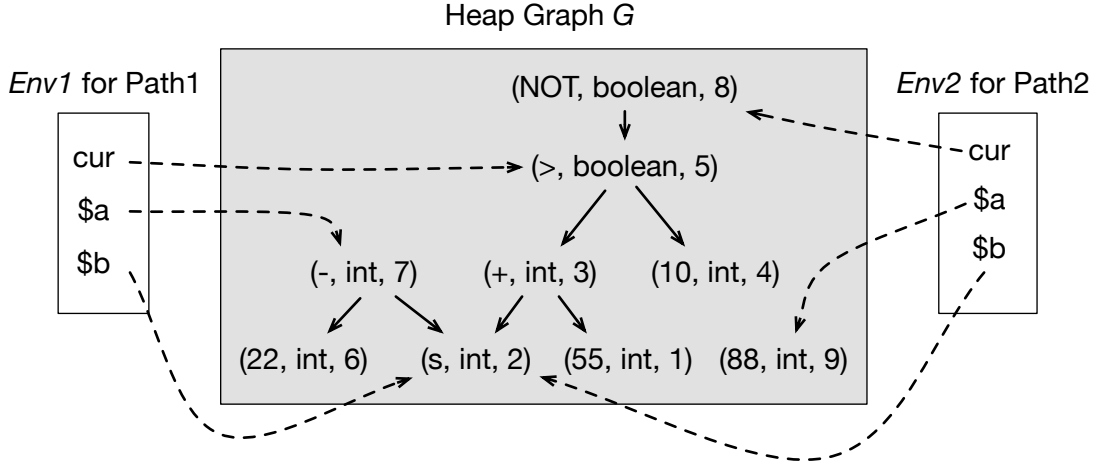 Heap Graph G
Env1 for Path1
Env2 for Path2
(NOT, boolean, 8)
cur
cur
(>, boolean, 5)
$a
$a
$b
$b
(-, int, 7)
(+, int, 3)
(10, int, 4)
(22, int, 6)
(s, int, 2)
(55, int, 1)
(88, int, 9)